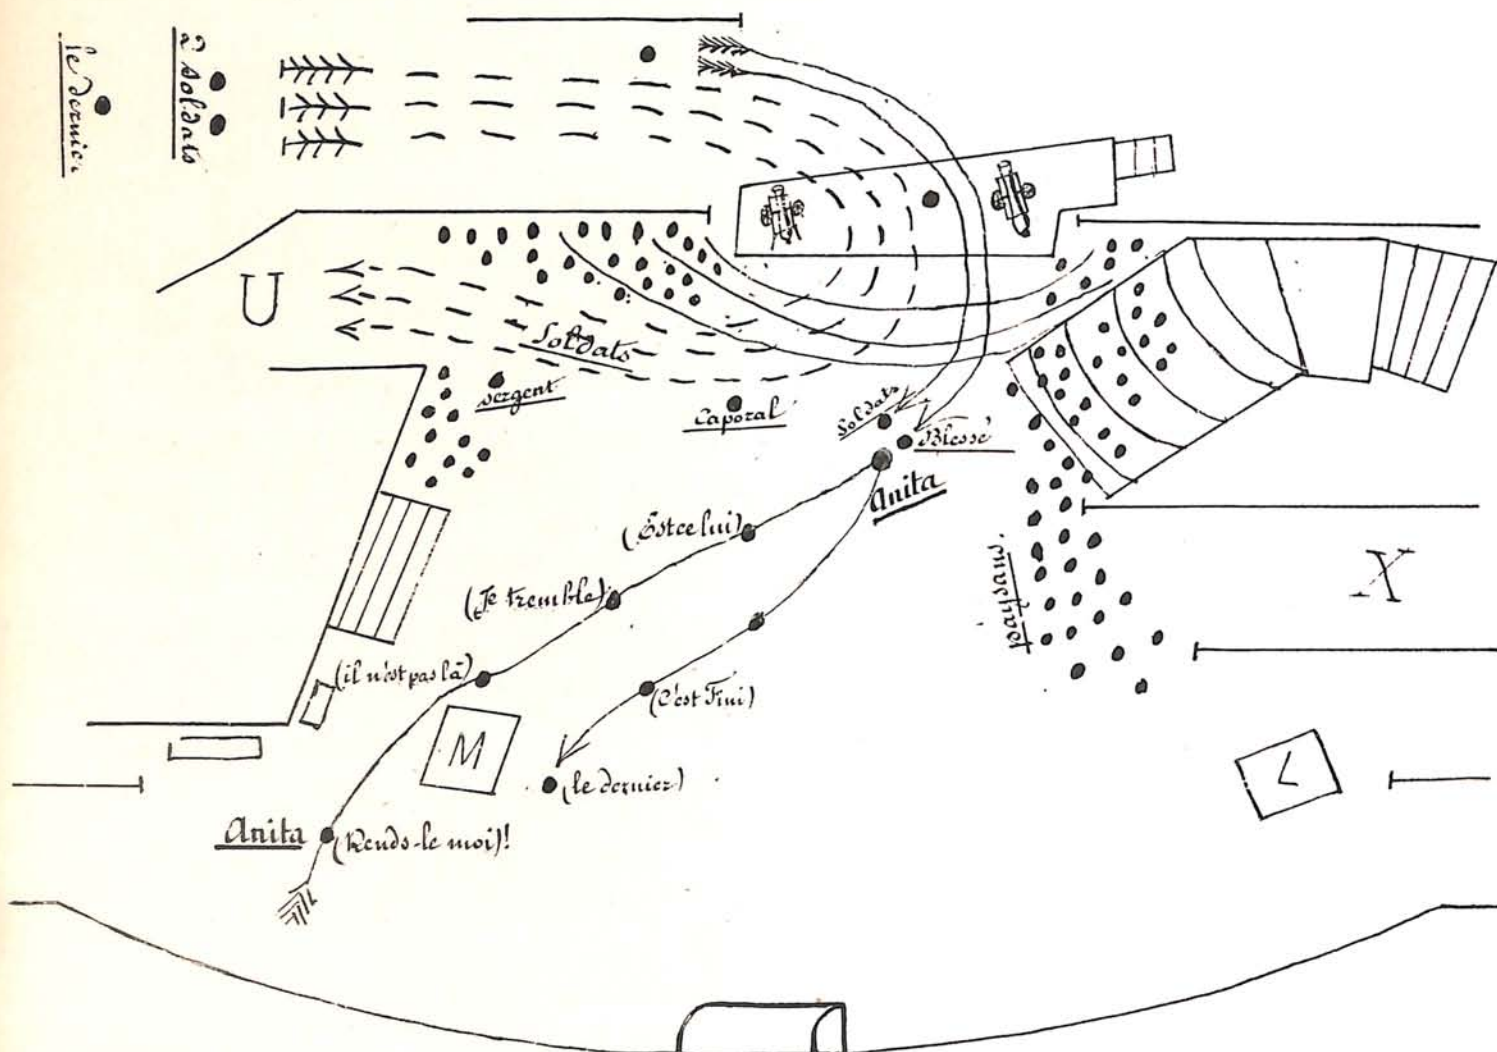 le dernier
2 soldats
U
Soldats
sergent
Caporal
Soldats
Blessé
Anita
(Est ce lui)
(Je tremble)
paysans.
X
(il n'est pas là)
(C'est Fini)
M
(le dernier)
L
Anita (Rends-le moi)!